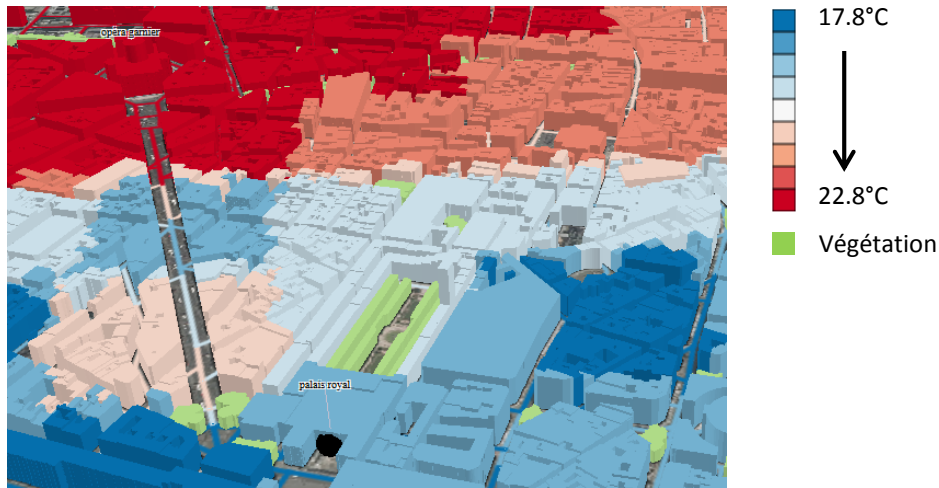 opera garnier
palais royal
17.8°C
22.8°C
Végétation